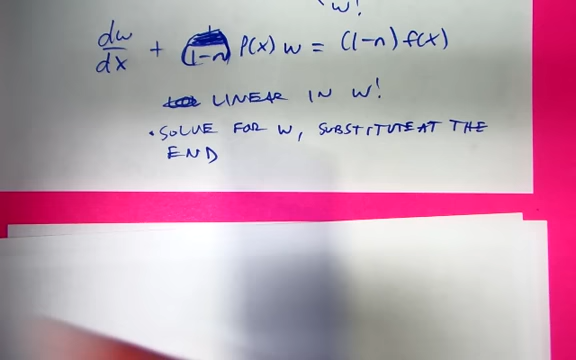 w!
dw/dx + (1-n) P(x) w = (1-n) f(x)
LINEAR IN W!
• SOLVE FOR W, SUBSTITUTE AT THE
END